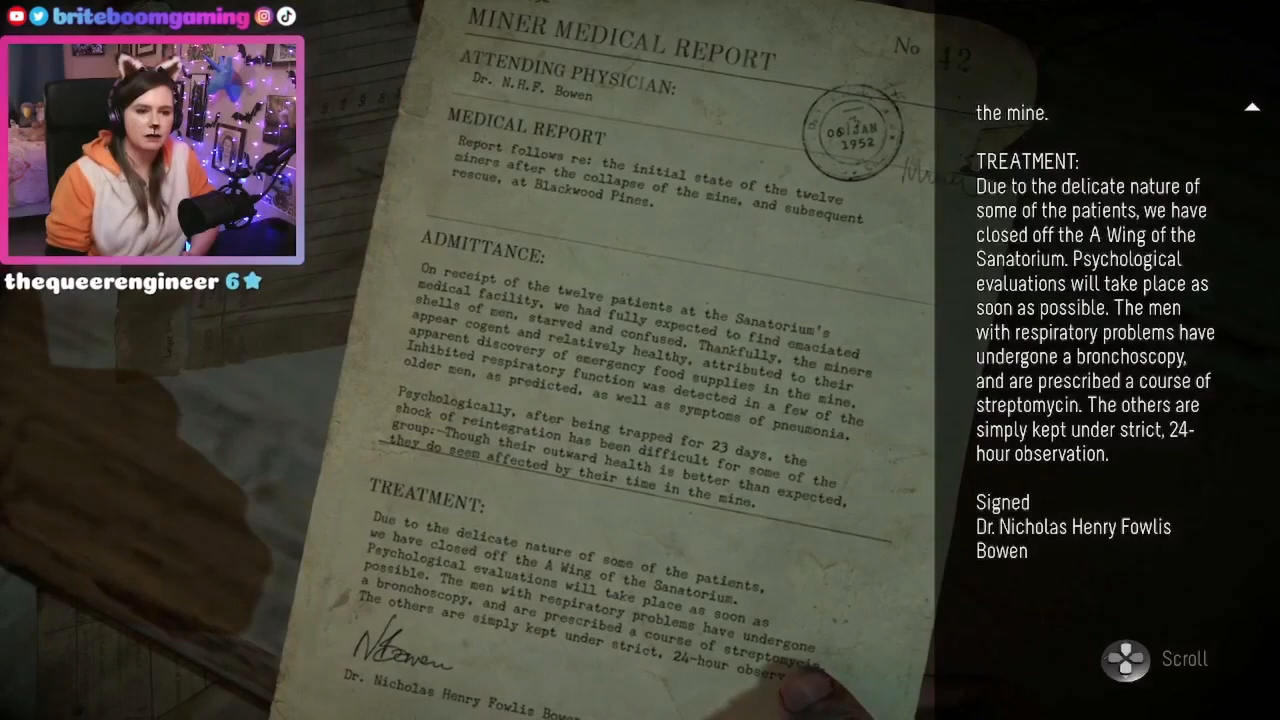 briteboomgaming
thequeerengineer 6
MINER MEDICAL REPORT
No 42
ATTENDING PHYSICIAN:
Dr. N.H.F. Bowen
06 JAN
1952
MEDICAL REPORT
Report follows re: the initial state of the twelve
miners after the collapse of the mine, and subsequent
rescue, at Blackwood Pines.
ADMITTANCE:
On receipt of the twelve patients at the Sanatorium's
medical facility, we had fully expected to find emaciated
shells of men, starved and confused. Thankfully, the miners
appear cogent and relatively healthy, attributed to their
apparent discovery of emergency food supplies in the mine.
Inhibited respiratory function was detected in a few of the
older men, as predicted, as well as symptoms of pneumonia.
Psychologically, after being trapped for 23 days, the
shock of reintegration has been difficult for some of the
group. Though their outward health is better than expected,
they do seem affected by their time in the mine.
TREATMENT:
Due to the delicate nature of some of the patients,
we have closed off the A Wing of the Sanatorium.
Psychological evaluations will take place as soon as
possible. The men with respiratory problems have undergone
a bronchoscopy, and are prescribed a course of streptomycin
The others are simply kept under strict, 24-hour observ
NBowen
Dr. Nicholas Henry Fowlis Bowen
the mine.
TREATMENT:
Due to the delicate nature of
some of the patients, we have
closed off the A Wing of the
Sanatorium. Psychological
evaluations will take place as
soon as possible. The men
with respiratory problems have
undergone a bronchoscopy,
and are prescribed a course of
streptomycin. The others are
simply kept under strict, 24-
hour observation.
Signed
Dr. Nicholas Henry Fowlis
Bowen
Scroll